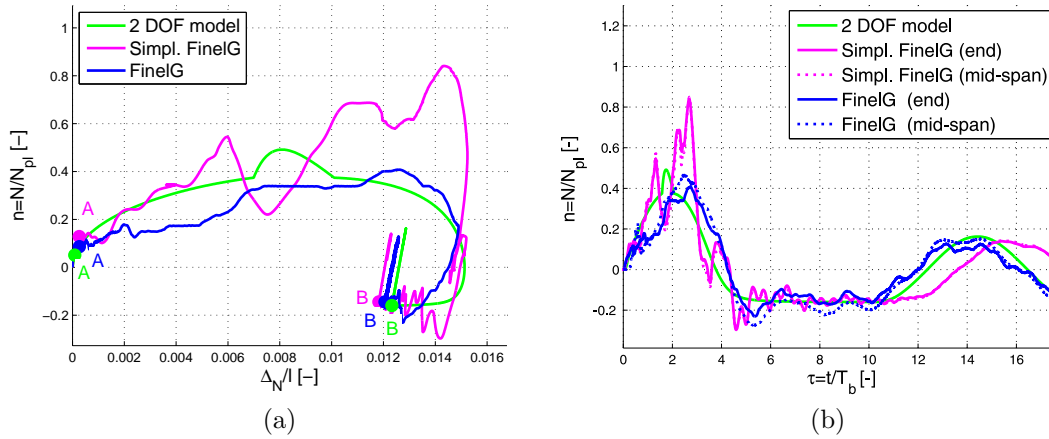 2 DOF model
Simpl. FinelG
FinelG
n=N/N_pl [-]
1
0.8
0.6
0.4
0.2
0
−0.2
A
A
A
B
B
B
0 0.002 0.004 0.006 0.008 0.01 0.012 0.014 0.016
Δ_N/l [-]
(a)
2 DOF model
Simpl. FinelG (end)
Simpl. FinelG (mid-span)
FinelG (end)
FinelG (mid-span)
n=N/N_pl [-]
1.2
1
0.8
0.6
0.4
0.2
0
-0.2
0 2 4 6 8 10 12 14 16
τ=t/T_b [-]
(b)